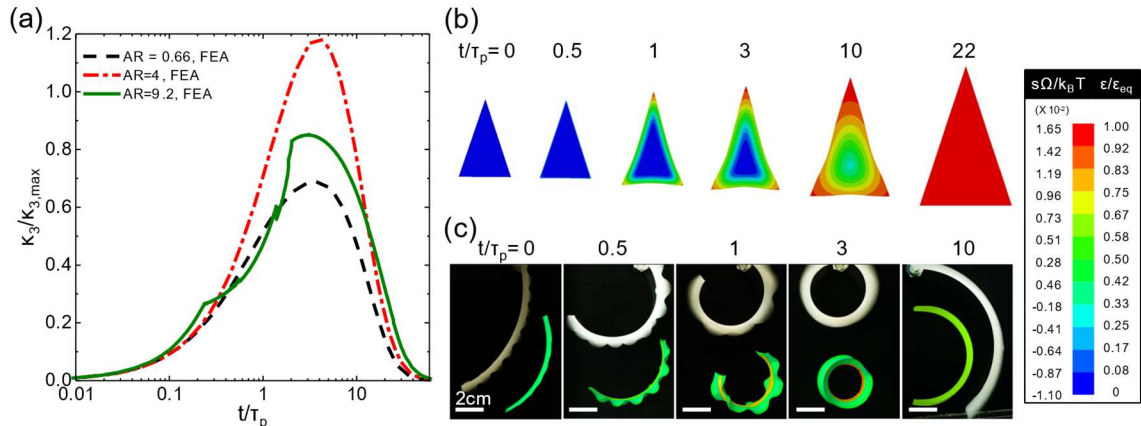 (a)
1.2
1.0
0.8
0.6
0.4
0.2
0.0
κ3/κ3,max
AR = 0.66, FEA
AR=4 , FEA
AR=9.2, FEA
0.01 0.1 1 10
t/τp
(b)
t/τp= 0 0.5 1 3 10 22
(c)
t/τp= 0 0.5 1 3 10
2cm
sΩ/kBT ε/εeq
(X 10-2)
1.65 1.00
1.42 0.92
1.19 0.83
0.96 0.75
0.73 0.67
0.51 0.58
0.28 0.50
0.05 0.42
-0.18 0.33
-0.41 0.25
-0.64 0.17
-0.87 0.08
-1.10 0